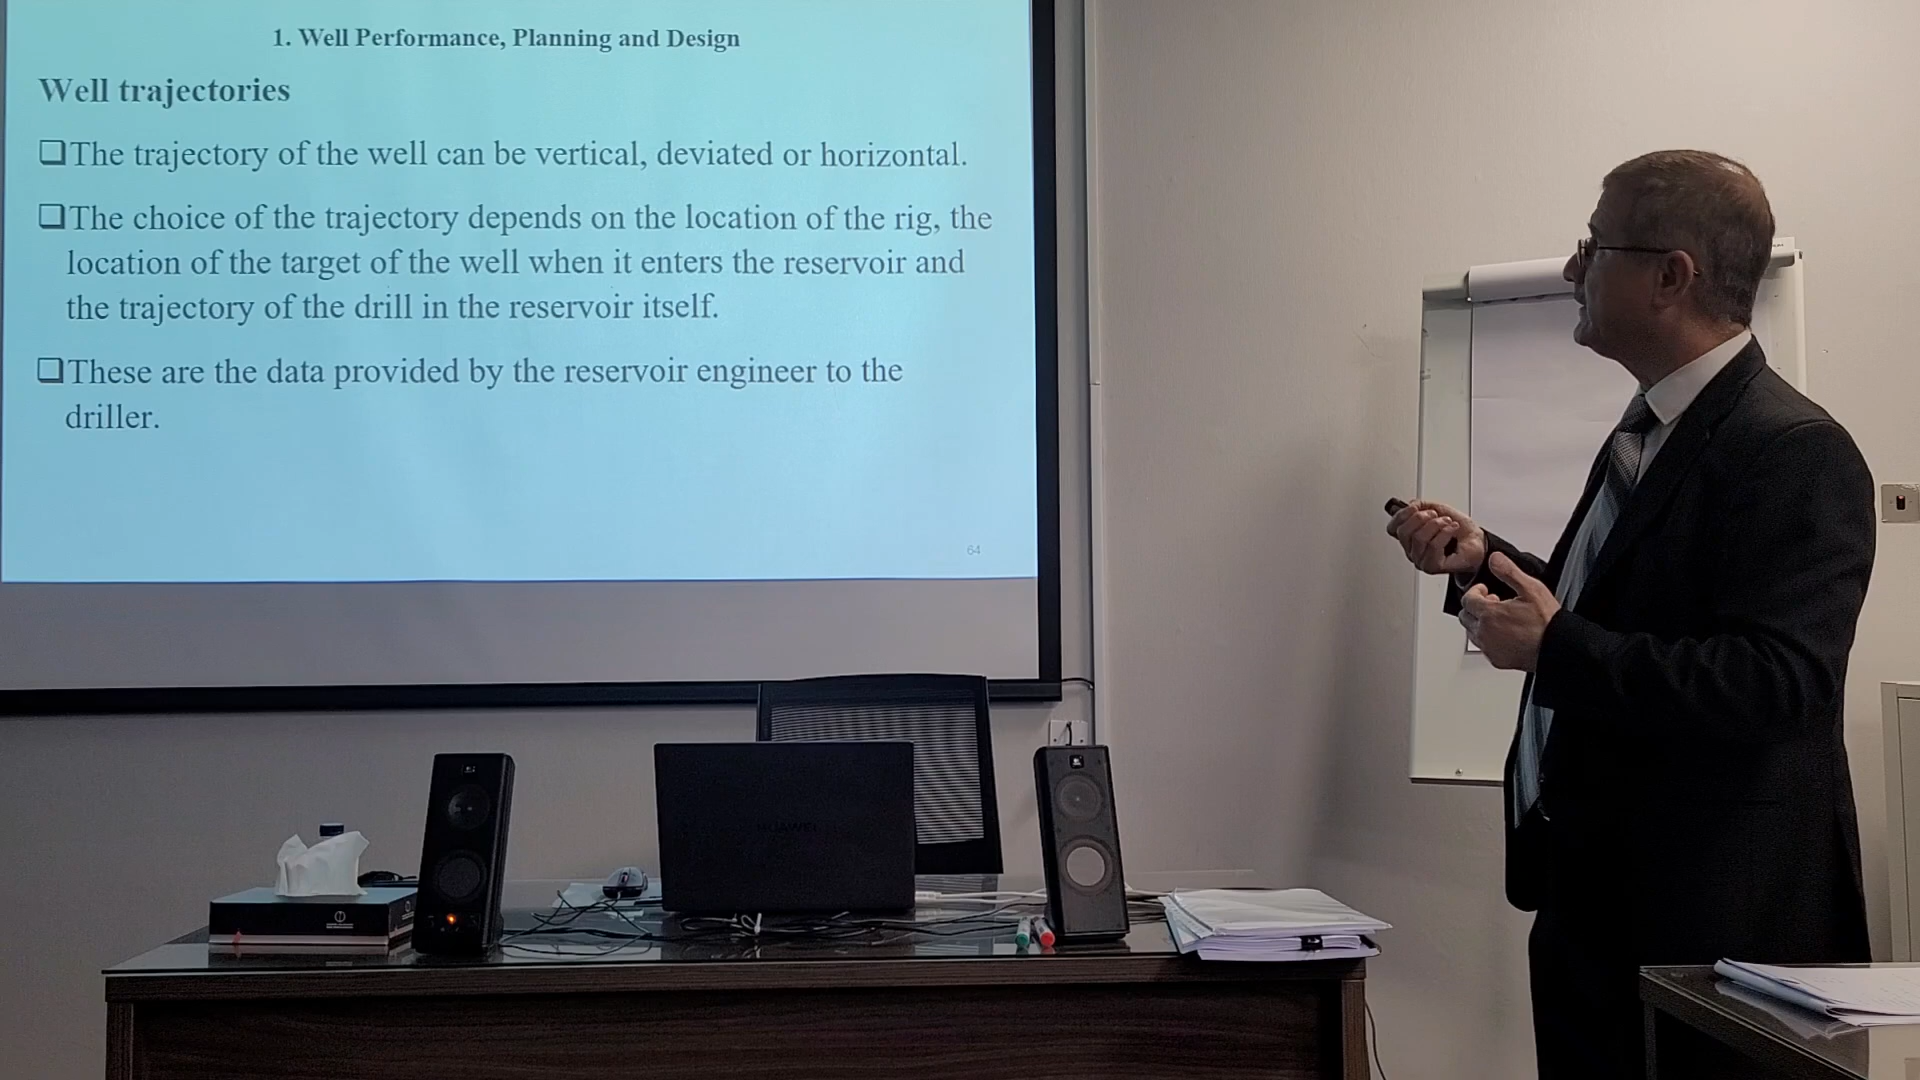 1. Well Performance, Planning and Design
Well trajectories
❑The trajectory of the well can be vertical, deviated or horizontal.
❑The choice of the trajectory depends on the location of the rig, the
location of the target of the well when it enters the reservoir and
the trajectory of the drill in the reservoir itself.
❑These are the data provided by the reservoir engineer to the
driller.
64
HUAWEI